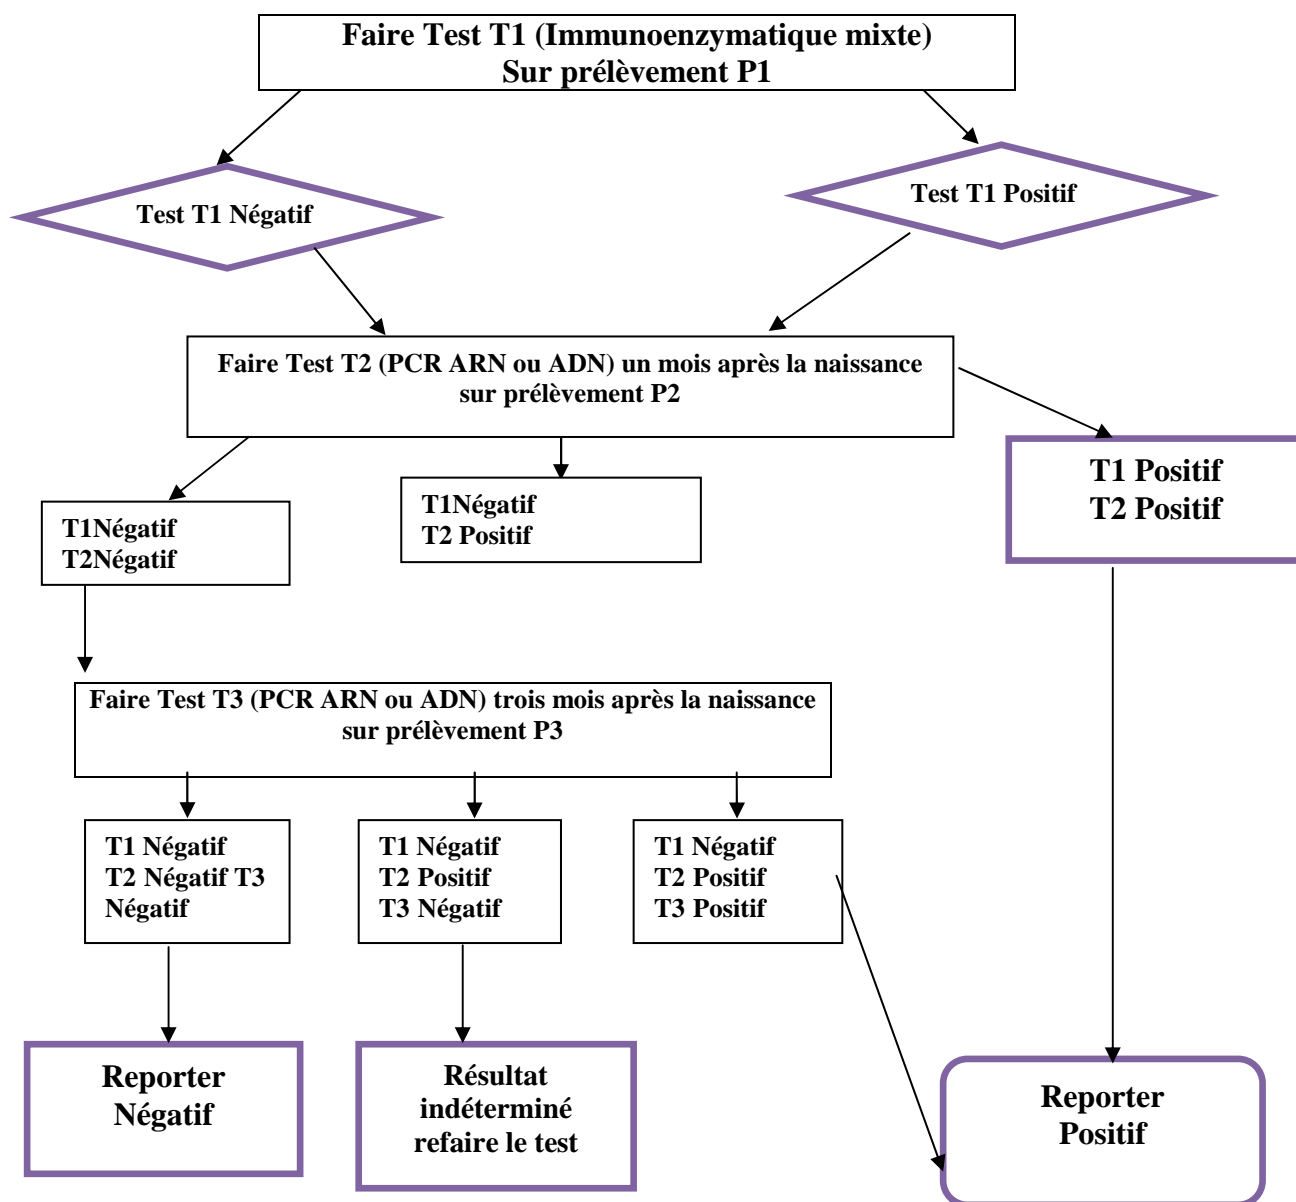 Faire Test T1 (Immunoenzymatique mixte)
Sur prélèvement P1
Test T1 Négatif
Test T1 Positif
Faire Test T2 (PCR ARN ou ADN) un mois après la naissance
sur prélèvement P2
T1 Positif
T2 Positif
T1Négatif
T2 Positif
T1Négatif
T2Négatif
Faire Test T3 (PCR ARN ou ADN) trois mois après la naissance
sur prélèvement P3
T1 Négatif
T2 Négatif T3
Négatif
T1 Négatif
T2 Positif
T3 Négatif
T1 Négatif
T2 Positif
T3 Positif
Reporter
Négatif
Résultat
indéterminé
refaire le test
Reporter
Positif